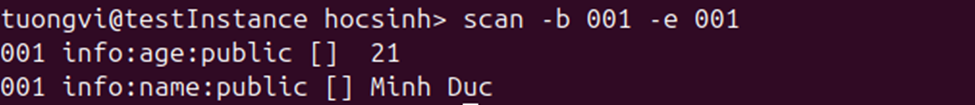 tuongvi@testInstance hocsinh> scan -b 001 -e 001
001 info:age:public []  21
001 info:name:public [] Minh Duc